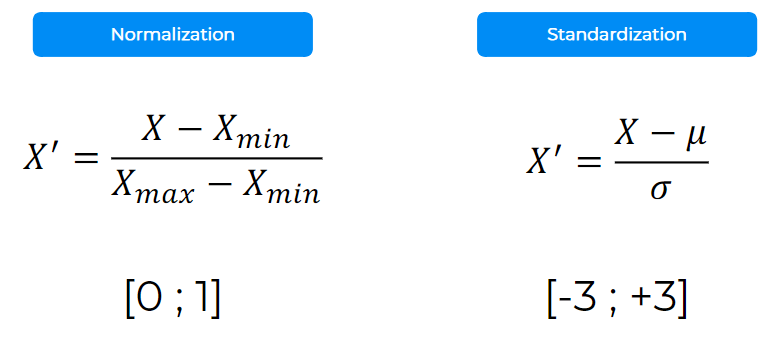 Normalization
X' = (X − X_min) / (X_max − X_min)
[0 ; 1]
Standardization
X' = (X − μ) / σ
[-3 ; +3]